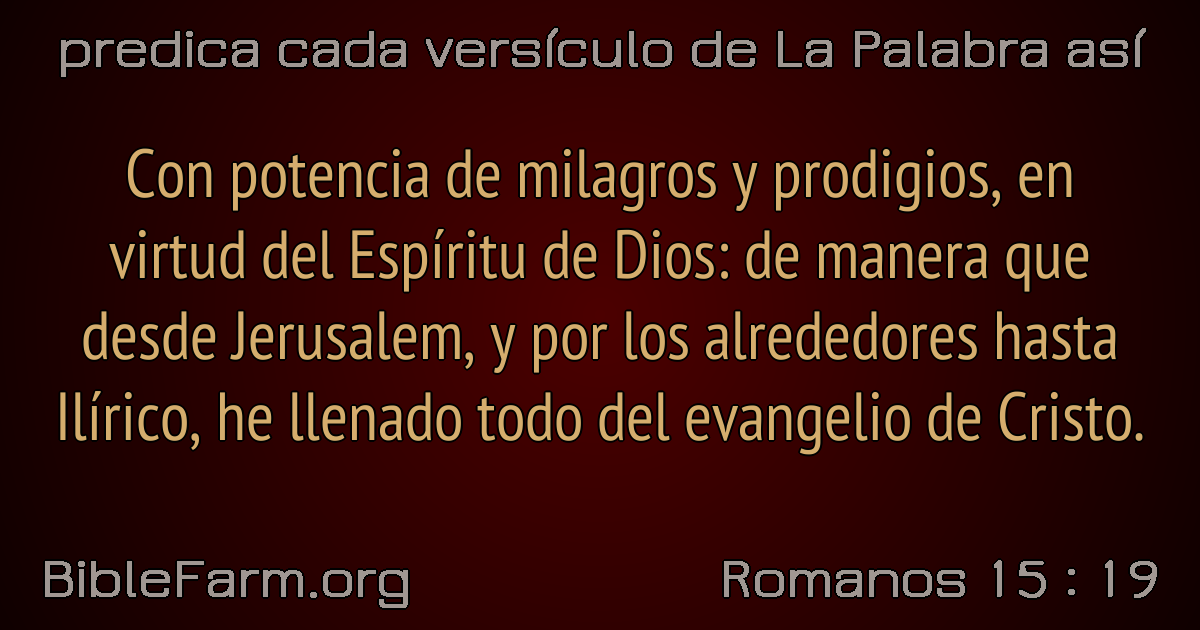 predica cada versículo de La Palabra así
Con potencia de milagros y prodigios, en
virtud del Espíritu de Dios: de manera que
desde Jerusalem, y por los alrededores hasta
Ilírico, he llenado todo del evangelio de Cristo.
BibleFarm.org
Romanos 15 : 19